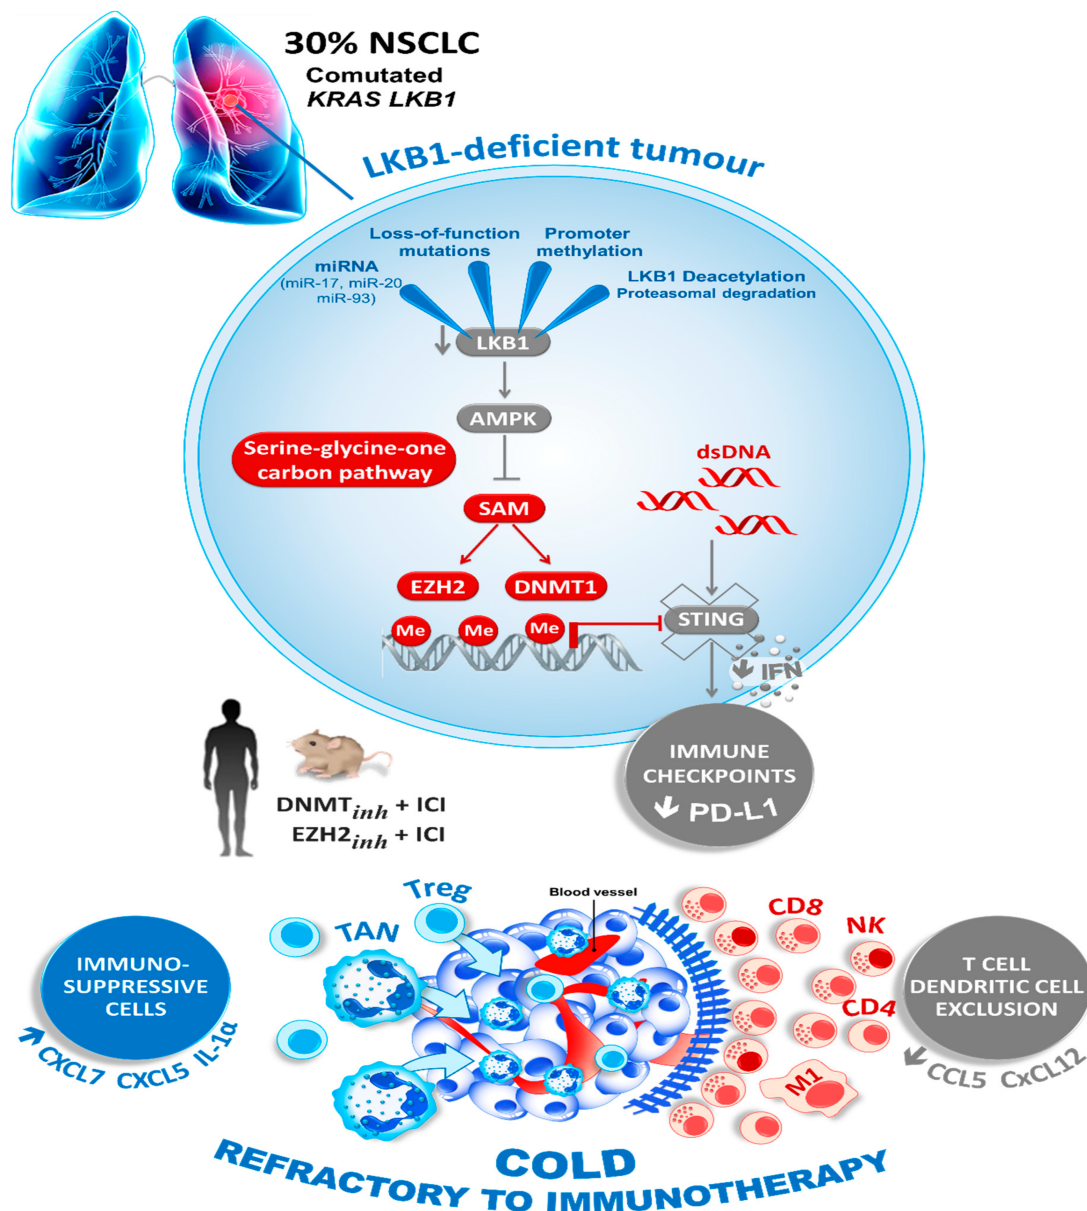 30% NSCLC
Comutated
KRAS LKB1
LKB1-deficient tumour
Loss-of-function
mutations
Promoter
methylation
miRNA
(miR-17, miR-20,
miR-93)
LKB1 Deacetylation
Proteasomal degradation
LKB1
AMPK
Serine-glycine-one
carbon pathway
dsDNA
SAM
EZH2
DNMT1
Me
Me
Me
STING
IFN
IMMUNE
CHECKPOINTS
PD-L1
DNMTinh + ICI
EZH2inh + ICI
Treg
Blood vessel
TAN
CD8
NK
CD4
M1
IMMUNO-
SUPPRESSIVE
CELLS
CXCL7 CXCL5 IL-1α
T CELL
DENDRITIC CELL
EXCLUSION
CCL5 CxCL12
COLD
REFRACTORY TO IMMUNOTHERAPY